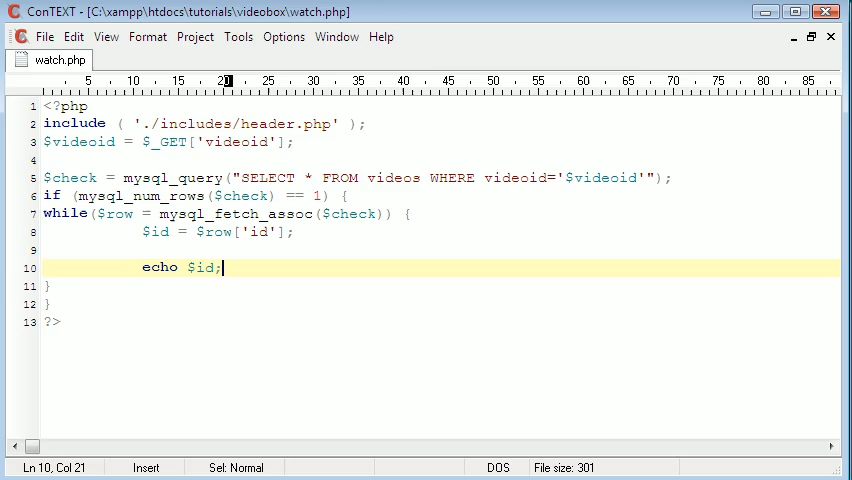 ConTEXT - [C:\xampp\htdocs\tutorials\videobox\watch.php]
File Edit View Format Project Tools Options Window Help
watch.php
5 10 15 20 25 30 35 40 45 50 55 60 65 70 75 80 85
1 <?php
2 include ( './includes/header.php' );
3 $videoid = $_GET['videoid'];
4
5 $check = mysql_query("SELECT * FROM videos WHERE videoid='$videoid'");
6 if (mysql_num_rows($check) == 1) {
7 while($row = mysql_fetch_assoc($check)) {
8 $id = $row['id'];
9
10 echo $id;
11 }
12 }
13 ?>
Ln 10, Col 21 Insert Sel: Normal DOS File size: 301